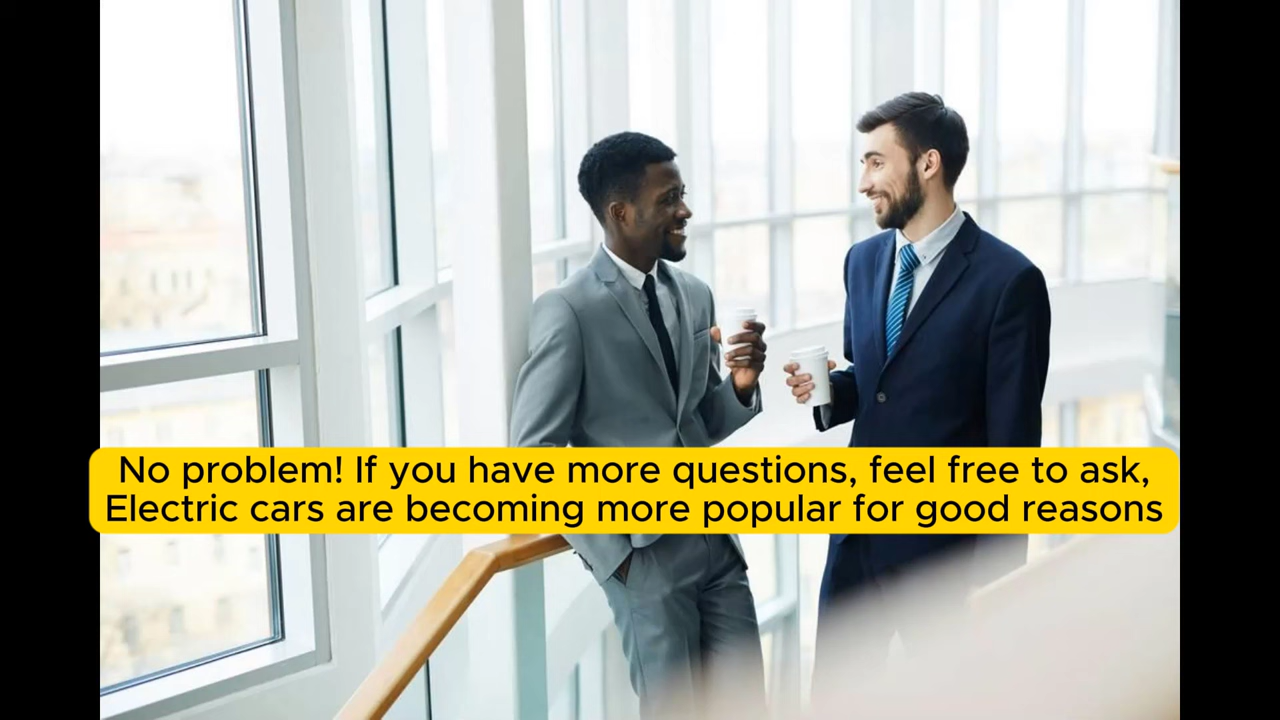 No problem! If you have more questions, feel free to ask,
Electric cars are becoming more popular for good reasons